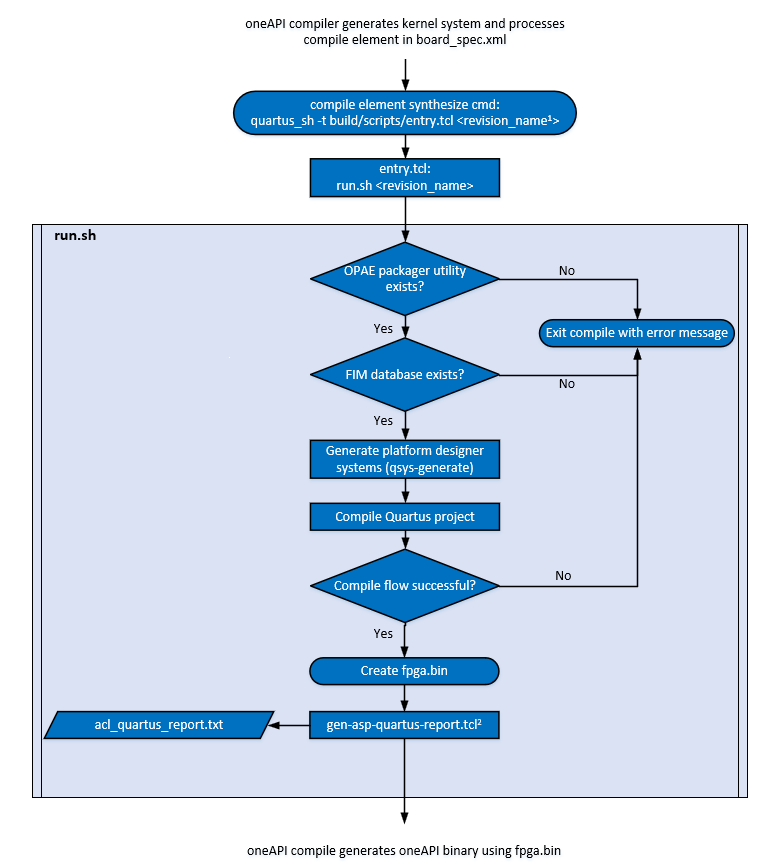 oneAPI compiler generates kernel system and processes
compile element in board_spec.xml
compile element synthesize cmd:
quartus_sh -t build/scripts/entry.tcl <revision_name¹>
entry.tcl:
run.sh <revision_name>
run.sh
OPAE packager utility
exists?
No
Yes
Exit compile with error message
FIM database exists?
No
Yes
Generate platform designer
systems (qsys-generate)
Compile Quartus project
Compile flow successful?
No
Yes
Create fpga.bin
acl_quartus_report.txt
gen-asp-quartus-report.tcl²
oneAPI compile generates oneAPI binary using fpga.bin